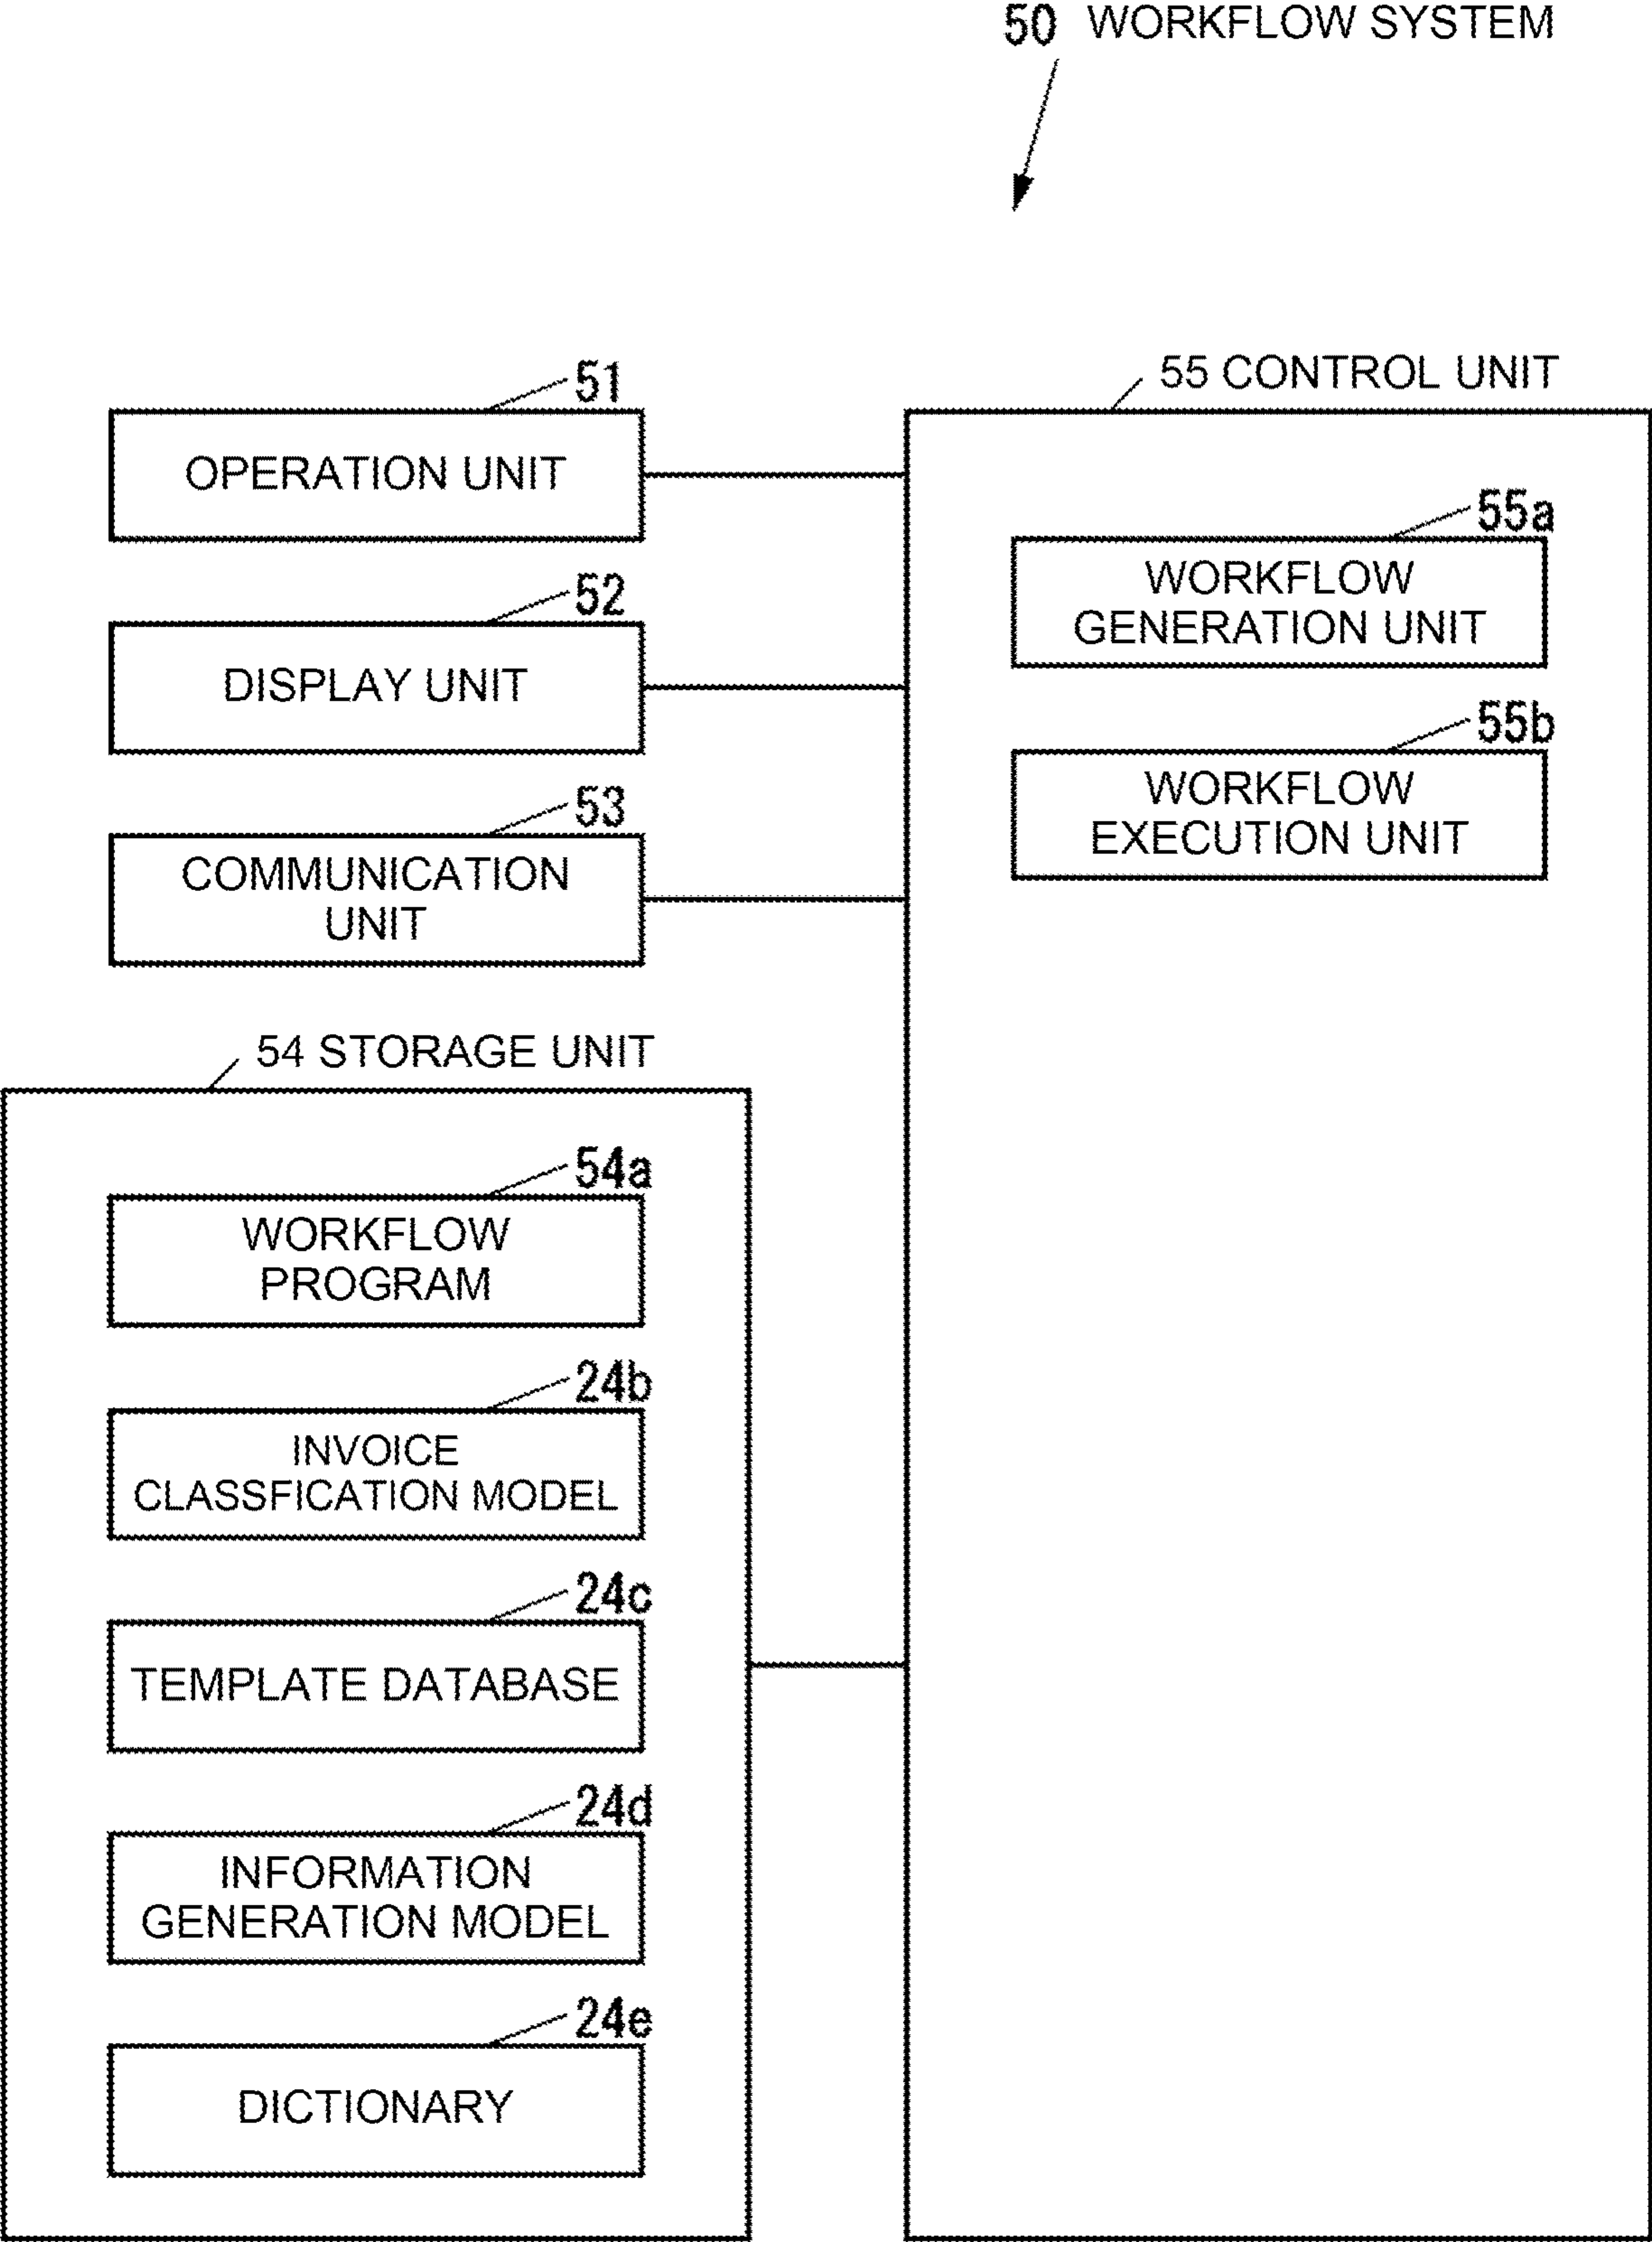 50 WORKFLOW SYSTEM
51
OPERATION UNIT
52
DISPLAY UNIT
53
COMMUNICATION
UNIT
54 STORAGE UNIT
54a
WORKFLOW
PROGRAM
24b
INVOICE
CLASSFICATION MODEL
24c
TEMPLATE DATABASE
24d
INFORMATION
GENERATION MODEL
24e
DICTIONARY
55 CONTROL UNIT
55a
WORKFLOW
GENERATION UNIT
55b
WORKFLOW
EXECUTION UNIT